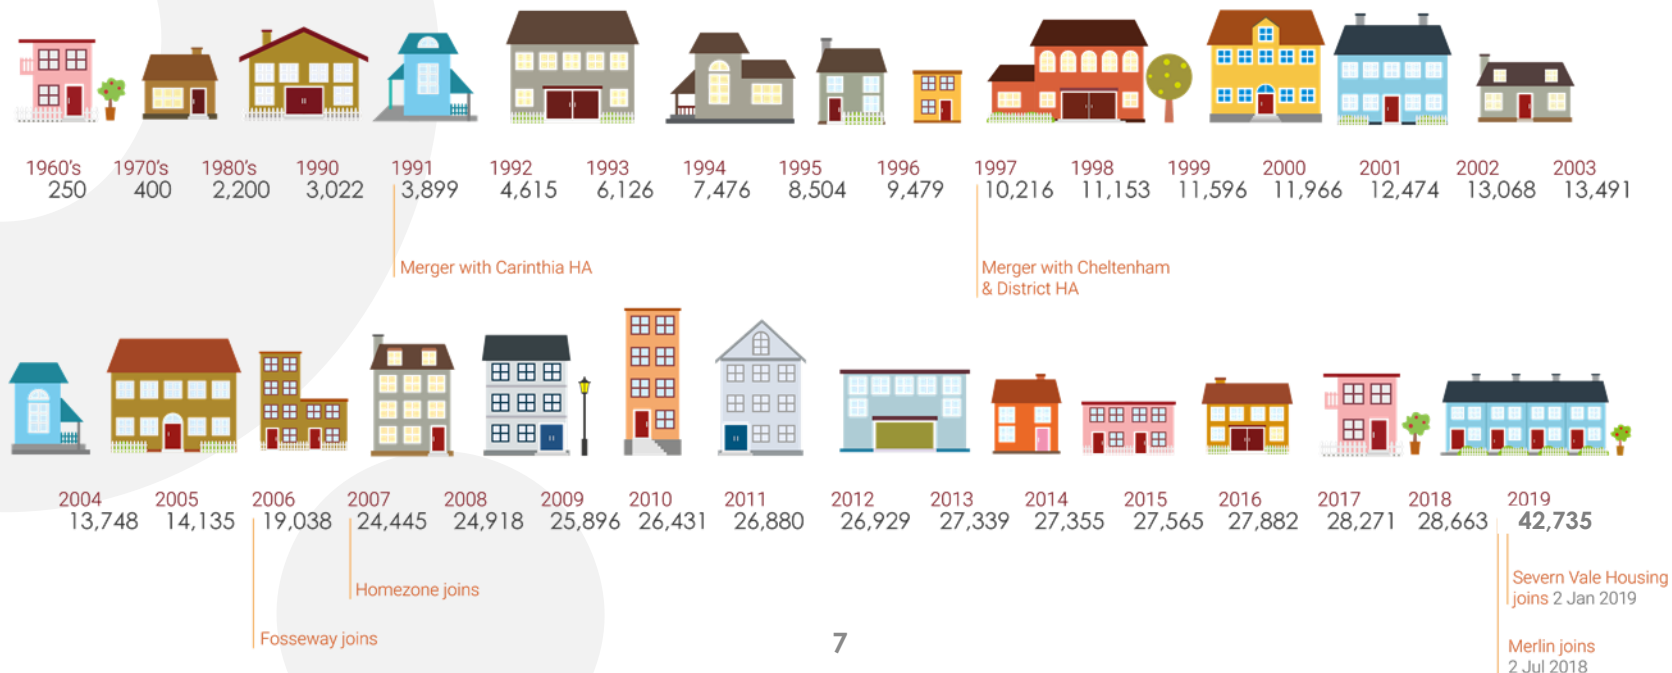 1960's 1970's 1980's 1990 1991 1992 1993 1994 1995 1996 1997 1998 1999 2000 2001 2002 2003
250 400 2,200 3,022 3,899 4,615 6,126 7,476 8,504 9,479 10,216 11,153 11,596 11,966 12,474 13,068 13,491
Merger with Carinthia HA
Merger with Cheltenham
& District HA
2004 2005 2006 2007 2008 2009 2010 2011 2012 2013 2014 2015 2016 2017 2018 2019
13,748 14,135 19,038 24,445 24,918 25,896 26,431 26,880 26,929 27,339 27,355 27,565 27,882 28,271 28,663 42,735
Homezone joins
Fosseway joins
Severn Vale Housing
joins 2 Jan 2019
Merlin joins
2 Jul 2018
7